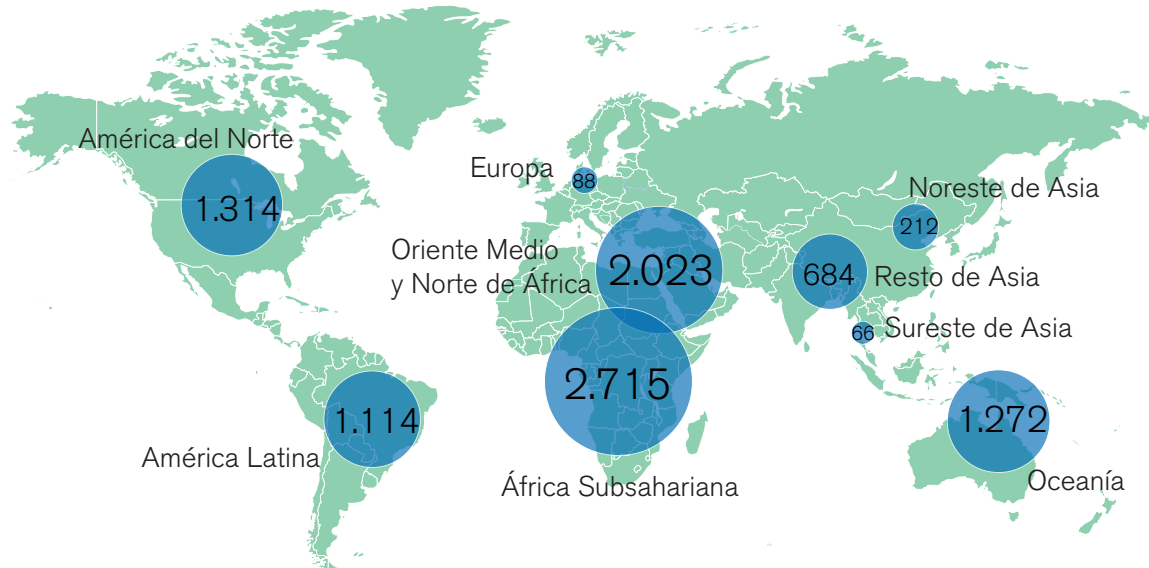 América del Norte
1.314
Europa
88
Noreste de Asia
212
Oriente Medio
y Norte de África
2.023
684
Resto de Asia
66
Sureste de Asia
2.715
África Subsahariana
1.114
América Latina
1.272
Oceanía